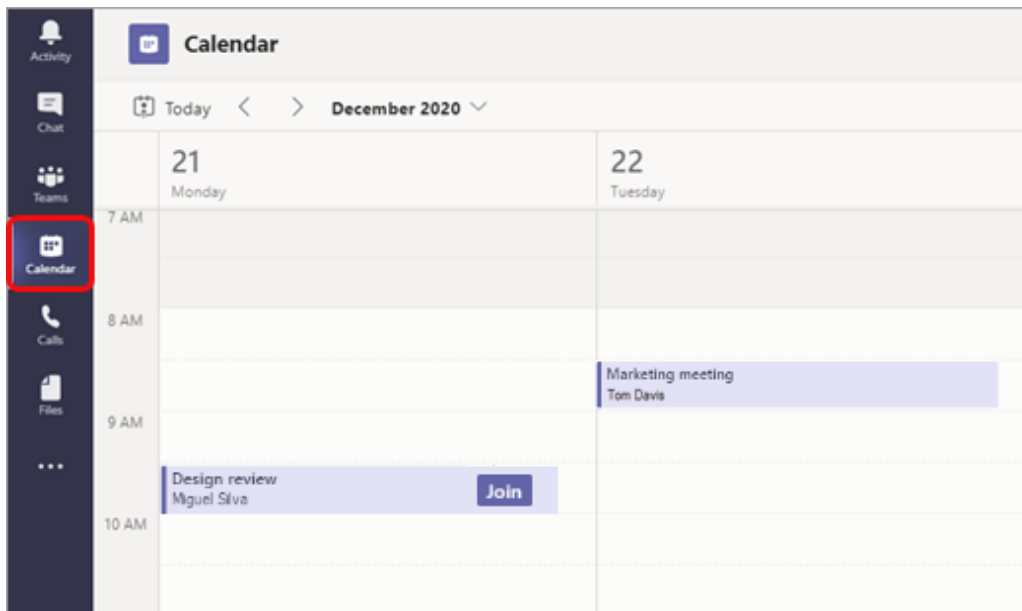 Activity
Chat
Teams
Calendar
Calls
Files
Calendar
Today
December 2020
21
Monday
22
Tuesday
7 AM
8 AM
Marketing meeting
Tom Davis
9 AM
Design review
Miguel Silva
Join
10 AM